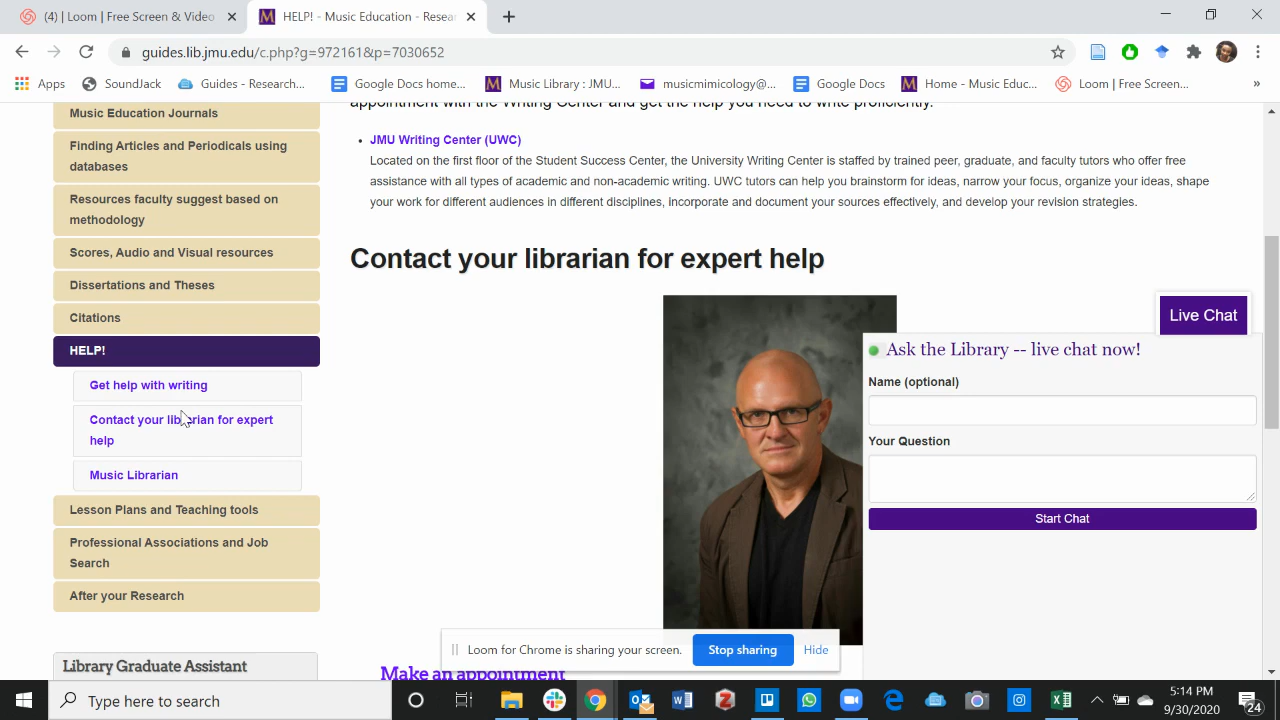 (4) | Loom | Free Screen & Video
HELP! - Music Education - Resea
guides.lib.jmu.edu/c.php?g=972161&p=7030652
Apps
SoundJack
Guides - Research...
Google Docs home...
Music Library : JMU...
musicmimicology@...
Google Docs
Home - Music Educ...
Loom | Free Screen...
»
appointment with the Writing Center and get the help you need to write proficiently.
Music Education Journals
Finding Articles and Periodicals using
databases
Resources faculty suggest based on
methodology
Scores, Audio and Visual resources
Dissertations and Theses
Citations
HELP!
Get help with writing
Contact your librarian for expert
help
Music Librarian
Lesson Plans and Teaching tools
Professional Associations and Job
Search
After your Research
Library Graduate Assistant
• JMU Writing Center (UWC)
Located on the first floor of the Student Success Center, the University Writing Center is staffed by trained peer, graduate, and faculty tutors who offer free
assistance with all types of academic and non-academic writing. UWC tutors can help you brainstorm for ideas, narrow your focus, organize your ideas, shape
your work for different audiences in different disciplines, incorporate and document your sources effectively, and develop your revision strategies.
Contact your librarian for expert help
Live Chat
Ask the Library -- live chat now!
Name (optional)
Your Question
Start Chat
Loom for Chrome is sharing your screen.
Stop sharing
Hide
Make an appointment
Type here to search
5:14 PM
9/30/2020
24